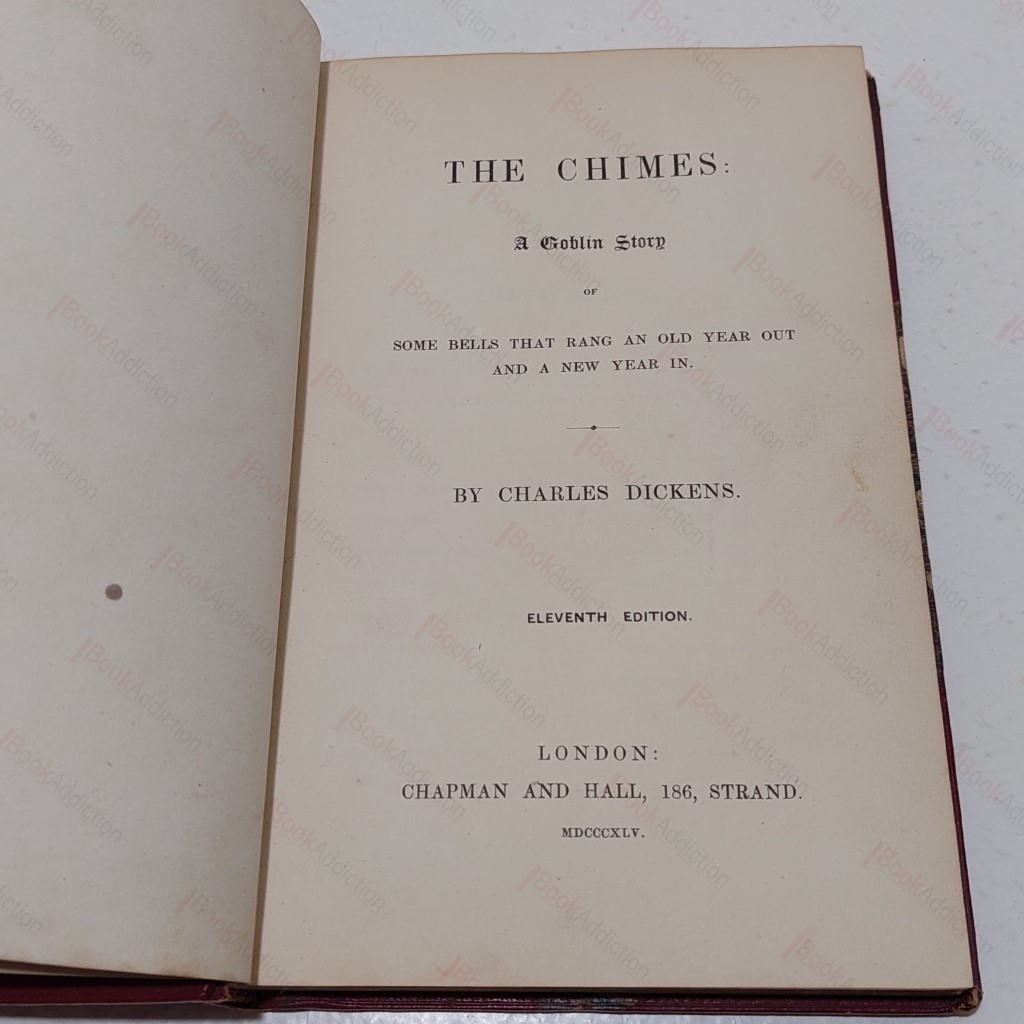 THE CHIMES:
A Goblin Story
OF
SOME BELLS THAT RANG AN OLD YEAR OUT
AND A NEW YEAR IN.
BY CHARLES DICKENS.
ELEVENTH EDITION.
LONDON:
CHAPMAN AND HALL, 186, STRAND.
MDCCCXLV.
BookAddiction